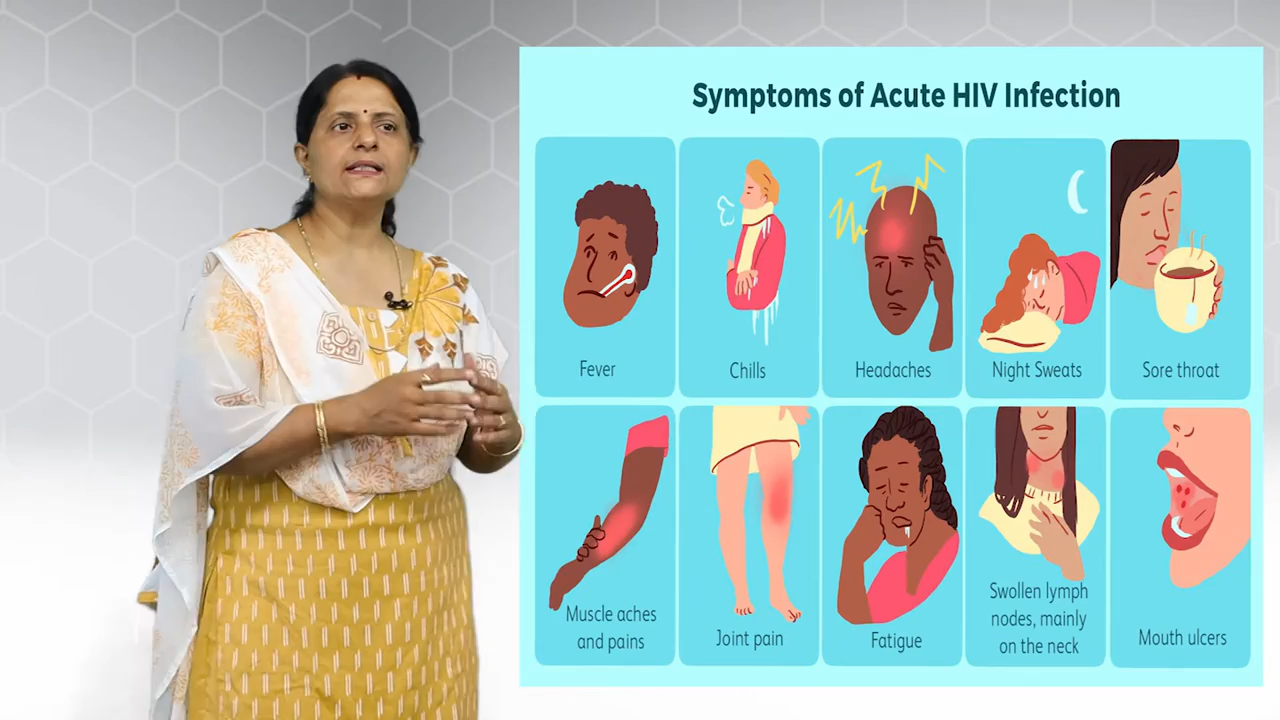 Symptoms of Acute HIV Infection
Fever
Chills
Headaches
Night Sweats
Sore throat
Muscle aches
and pains
Joint pain
Fatigue
Swollen lymph
nodes, mainly
on the neck
Mouth ulcers